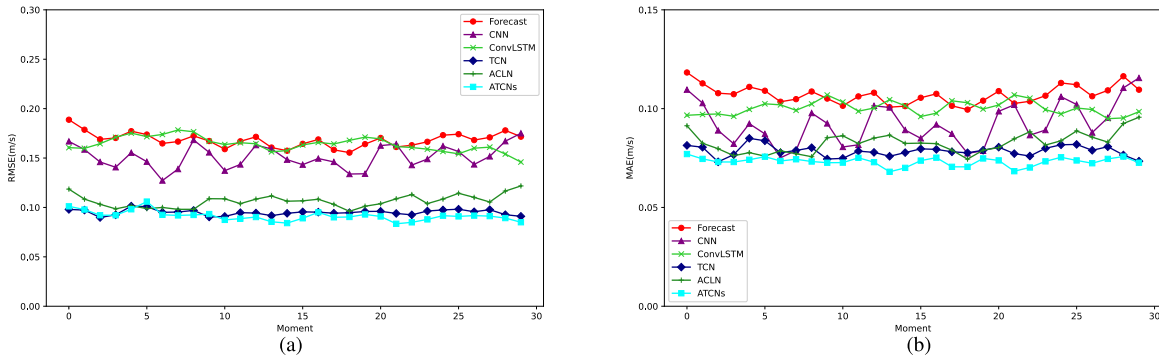 0.30
0.25
0.20
0.15
0.10
0.05
0.00
RMSE(m/s)
0 5 10 15 20 25 30
Moment
Forecast
CNN
ConvLSTM
TCN
ACLN
ATCNs
(a)
0.15
0.10
0.05
0.00
MAE(m/s)
Forecast
CNN
ConvLSTM
TCN
ACLN
ATCNs
0 5 10 15 20 25 30
Moment
(b)